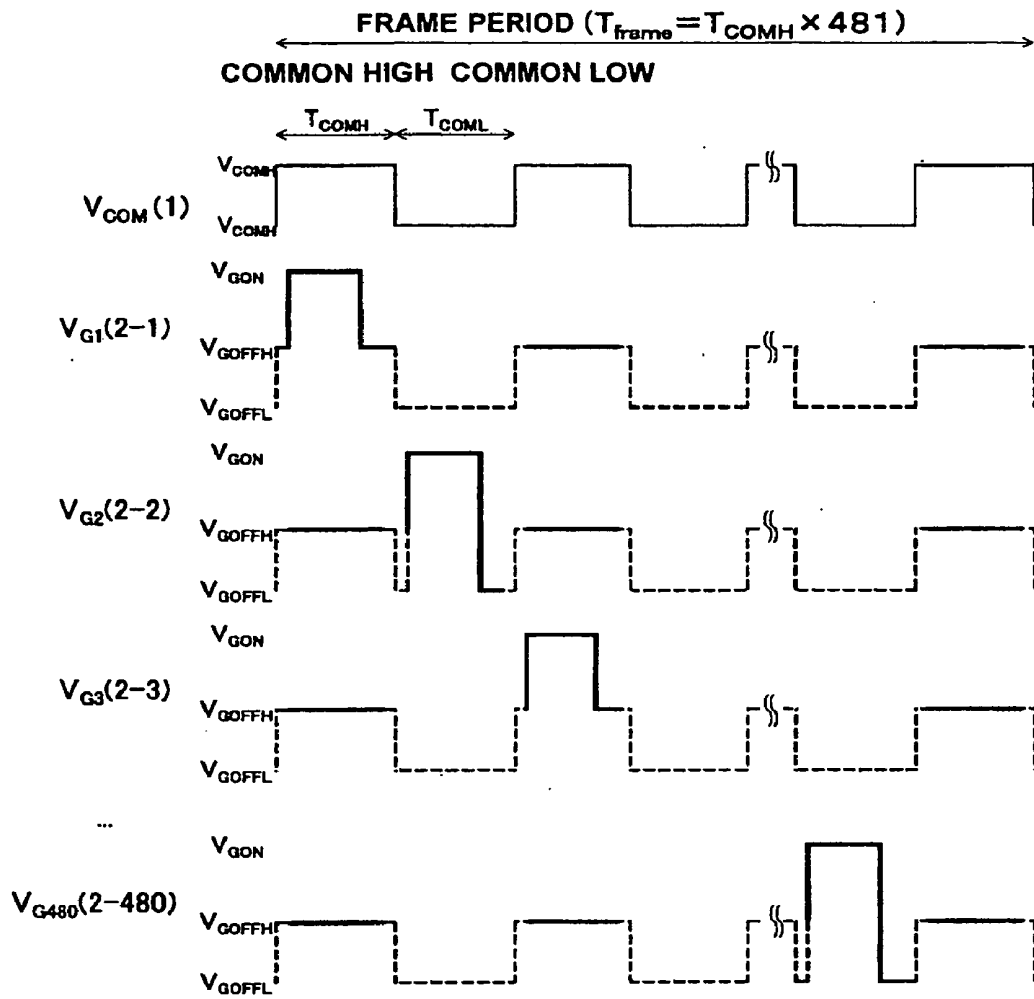 FRAME PERIOD (Tframe=TCOMH×481)
COMMON HIGH COMMON LOW
TCOMH TCOML
VCOMH
VCOM(1)
VCOMH
VGON
VG1(2-1)
VGOFFH
VGOFFL
VGON
VG2(2-2)
VGOFFH
VGOFFL
VGON
VG3(2-3)
VGOFFH
VGOFFL
...
VGON
VG480(2-480)
VGOFFH
VGOFFL